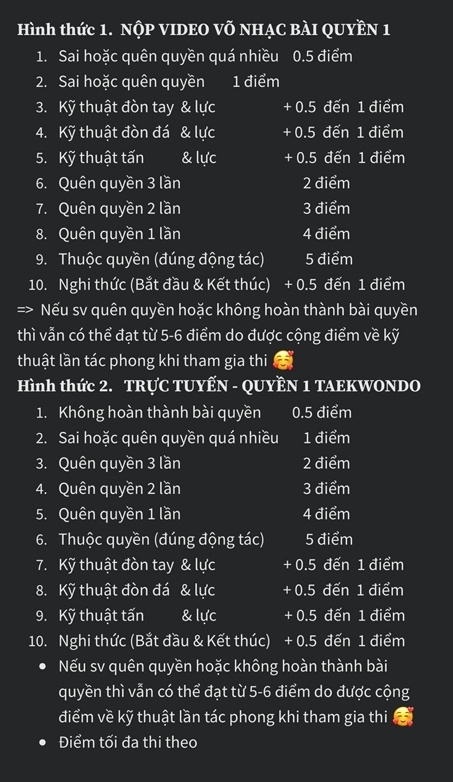 Hình thức 1. NỘP VIDEO VÕ NHẠC BÀI QUYỀN 1
1. Sai hoặc quên quyền quá nhiều 0.5 điểm
2. Sai hoặc quên quyền 1 điểm
3. Kỹ thuật đòn tay & lực + 0.5 đến 1 điểm
4. Kỹ thuật đòn đá & lực + 0.5 đến 1 điểm
5. Kỹ thuật tấn & lực + 0.5 đến 1 điểm
6. Quên quyền 3 lần 2 điểm
7. Quên quyền 2 lần 3 điểm
8. Quên quyền 1 lần 4 điểm
9. Thuộc quyền (đúng động tác) 5 điểm
10. Nghi thức (Bắt đầu & Kết thúc) + 0.5 đến 1 điểm
=> Nếu sv quên quyền hoặc không hoàn thành bài quyền
thì vẫn có thể đạt từ 5-6 điểm do được cộng điểm về kỹ
thuật lần tác phong khi tham gia thi 🥰
Hình thức 2. TRỰC TUYẾN - QUYỀN 1 TAEKWONDO
1. Không hoàn thành bài quyền 0.5 điểm
2. Sai hoặc quên quyền quá nhiều 1 điểm
3. Quên quyền 3 lần 2 điểm
4. Quên quyền 2 lần 3 điểm
5. Quên quyền 1 lần 4 điểm
6. Thuộc quyền (đúng động tác) 5 điểm
7. Kỹ thuật đòn tay & lực + 0.5 đến 1 điểm
8. Kỹ thuật đòn đá & lực + 0.5 đến 1 điểm
9. Kỹ thuật tấn & lực + 0.5 đến 1 điểm
10. Nghi thức (Bắt đầu & Kết thúc) + 0.5 đến 1 điểm
• Nếu sv quên quyền hoặc không hoàn thành bài
quyền thì vẫn có thể đạt từ 5-6 điểm do được cộng
điểm về kỹ thuật lần tác phong khi tham gia thi 🥰
• Điểm tối đa thi theo